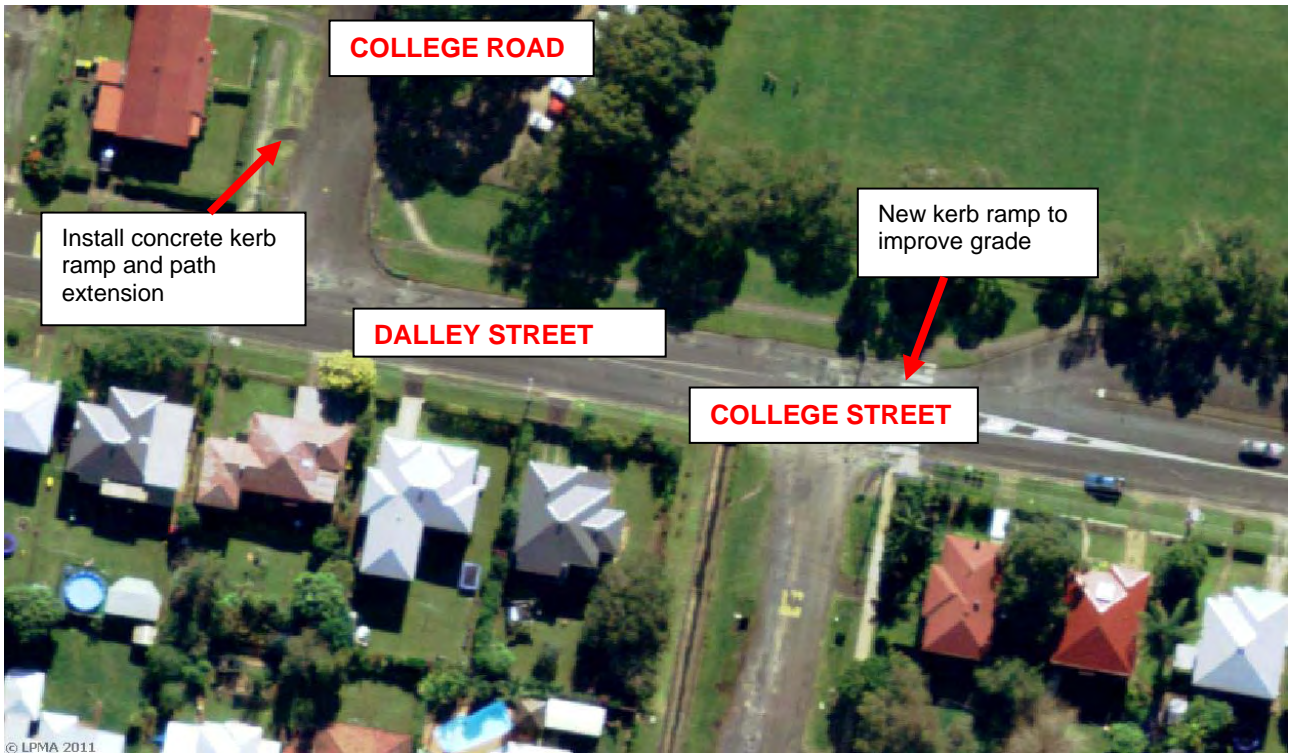 COLLEGE ROAD
New kerb ramp to
improve grade
Install concrete kerb
ramp and path
extension
DALLEY STREET
COLLEGE STREET
© LPMA 2011